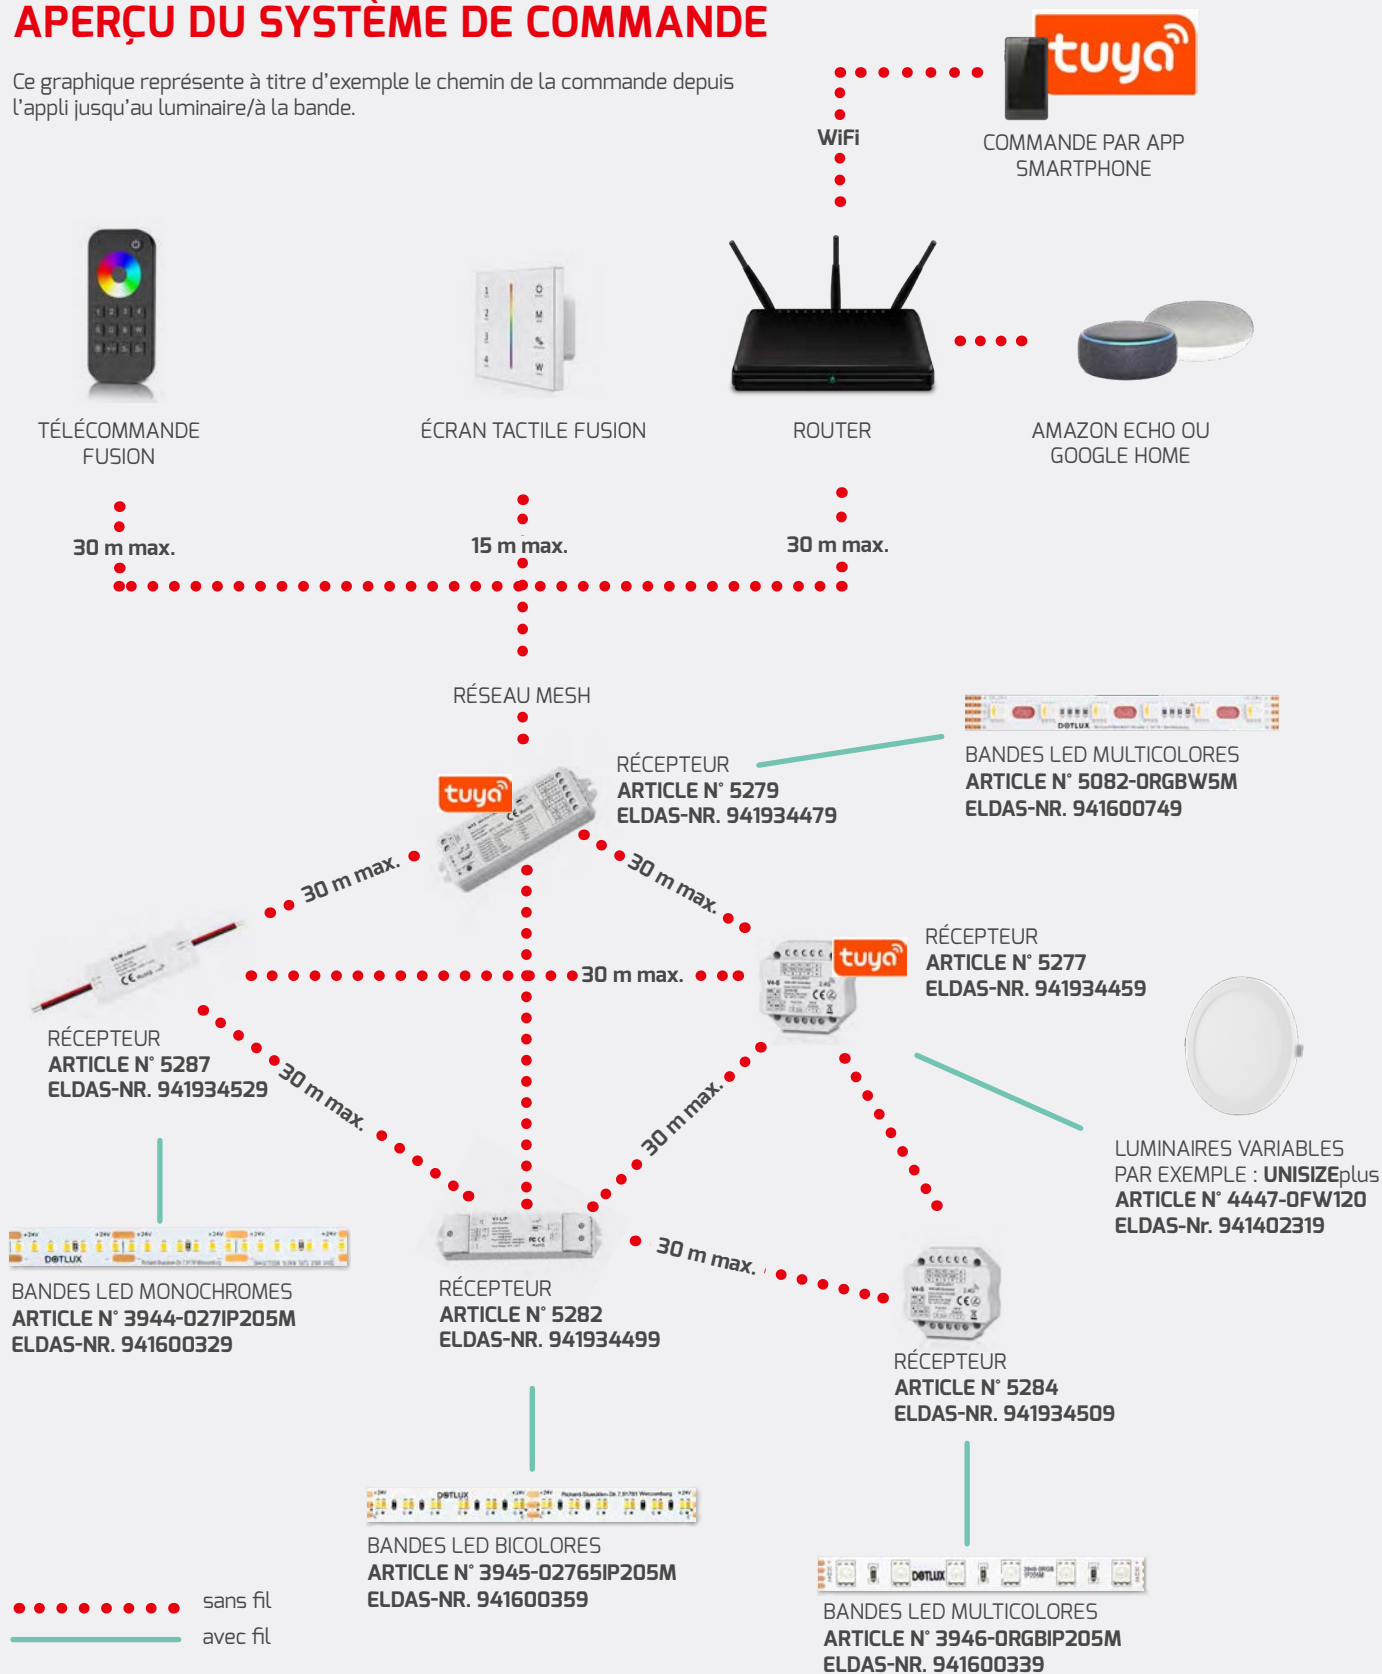 APERÇU DU SYSTÈME DE COMMANDE
Ce graphique représente à titre d'exemple le chemin de la commande depuis
l'appli jusqu'au luminaire/à la bande.
tuya
WiFi
COMMANDE PAR APP
SMARTPHONE
TÉLÉCOMMANDE
FUSION
ÉCRAN TACTILE FUSION
ROUTER
AMAZON ECHO OU
GOOGLE HOME
30 m max.
15 m max.
30 m max.
RÉSEAU MESH
tuya
RÉCEPTEUR
ARTICLE N° 5279
ELDAS-NR. 941934479
DOTLUX
BANDES LED MULTICOLORES
ARTICLE N° 5082-0RGBW5M
ELDAS-NR. 941600749
30 m max.
30 m max.
30 m max.
tuya
RÉCEPTEUR
ARTICLE N° 5277
ELDAS-NR. 941934459
RÉCEPTEUR
ARTICLE N° 5287
ELDAS-NR. 941934529
30 m max.
30 m max.
LUMINAIRES VARIABLES
PAR EXEMPLE : UNISIZEplus
ARTICLE N° 4447-0FW120
ELDAS-Nr. 941402319
DOTLUX
BANDES LED MONOCHROMES
ARTICLE N° 3944-027IP205M
ELDAS-NR. 941600329
RÉCEPTEUR
ARTICLE N° 5282
ELDAS-NR. 941934499
30 m max.
RÉCEPTEUR
ARTICLE N° 5284
ELDAS-NR. 941934509
DOTLUX
BANDES LED BICOLORES
ARTICLE N° 3945-02765IP205M
ELDAS-NR. 941600359
DOTLUX
BANDES LED MULTICOLORES
ARTICLE N° 3946-0RGBIP205M
ELDAS-NR. 941600339
sans fil
avec fil